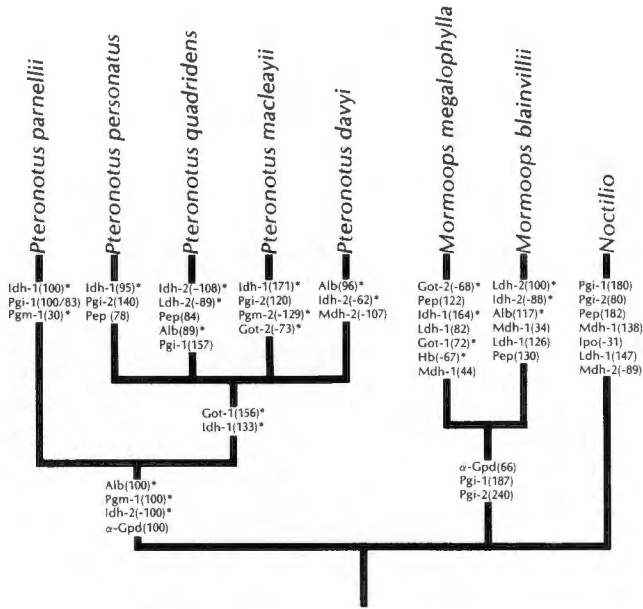 Pteronotus parnellii
Pteronotus personatus
Pteronotus quadridens
Pteronotus macleayii
Pteronotus davyi
Mormoops megalophylla
Mormoops blainvillii
Noctilio
Idh-1(100)*
Pgi-1(100/83)
Pgm-1(30)*
Idh-1(95)*
Pgi-2(140)
Pep (78)
Idh-2(-108)*
Ldh-2(-89)*
Pep(84)
Alb(89)*
Pgi-1(157)
Idh-1(171)*
Pgi-2(120)
Pgm-2(-129)*
Got-2(-73)*
Alb(96)*
Idh-2(-62)*
Mdh-2(-107)
Got-2(-68)*
Pep(122)
Idh-1(164)*
Ldh-1(82)
Got-1(72)*
Hb(-67)*
Mdh-1(44)
Ldh-2(100)*
Idh-2(-88)*
Alb(117)*
Mdh-1(34)
Ldh-1(126)
Pep(130)
Pgi-1(180)
Pgi-2(80)
Pep(182)
Mdh-1(138)
Ipo(-31)
Ldh-1(147)
Mdh-2(-89)
Got-1(156)*
Idh-1(133)*
Alb(100)*
Pgm-1(100)*
Idh-2(-100)*
α-Gpd(100)
α-Gpd(66)
Pgi-1(187)
Pgi-2(240)